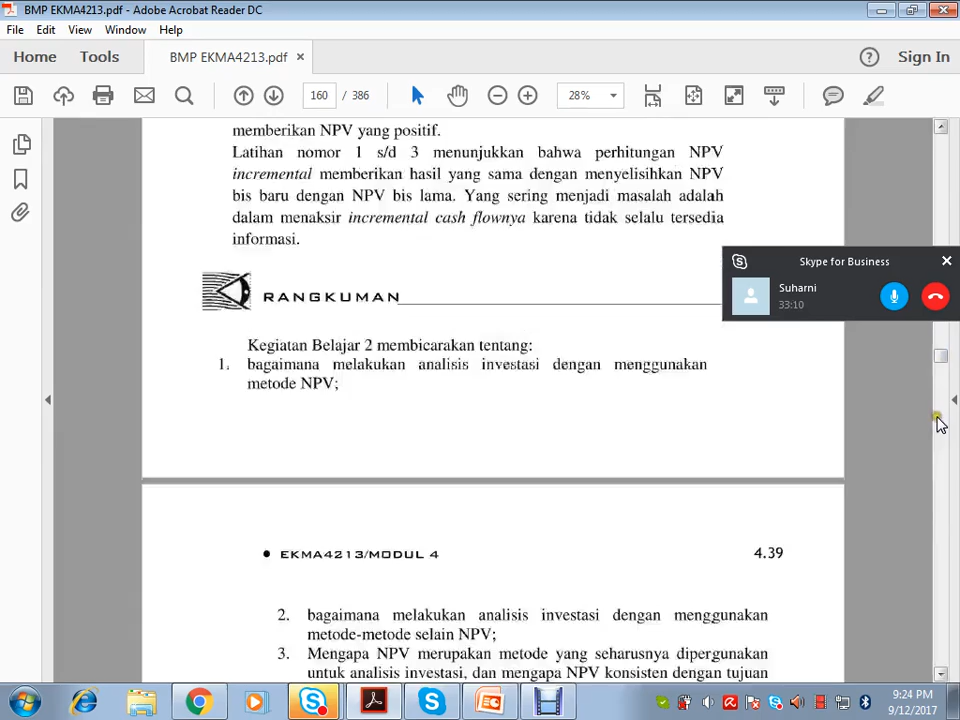 BMP EKMA4213.pdf - Adobe Acrobat Reader DC
File Edit View Window Help
Home Tools BMP EKMA4213.pdf × Sign In
160 / 386 28%
memberikan NPV yang positif.
Latihan nomor 1 s/d 3 menunjukkan bahwa perhitungan NPV
incremental memberikan hasil yang sama dengan menyelisihkan NPV
bis baru dengan NPV bis lama. Yang sering menjadi masalah adalah
dalam menaksir incremental cash flownya karena tidak selalu tersedia
informasi.
Skype for Business
Suharni
33:10
RANGKUMAN
Kegiatan Belajar 2 membicarakan tentang:
1. bagaimana melakukan analisis investasi dengan menggunakan
metode NPV;
● EKMA4213/MODUL 4 4.39
2. bagaimana melakukan analisis investasi dengan menggunakan
metode-metode selain NPV;
3. Mengapa NPV merupakan metode yang seharusnya dipergunakan
untuk analisis investasi, dan mengapa NPV konsisten dengan tujuan
9:24 PM
9/12/2017